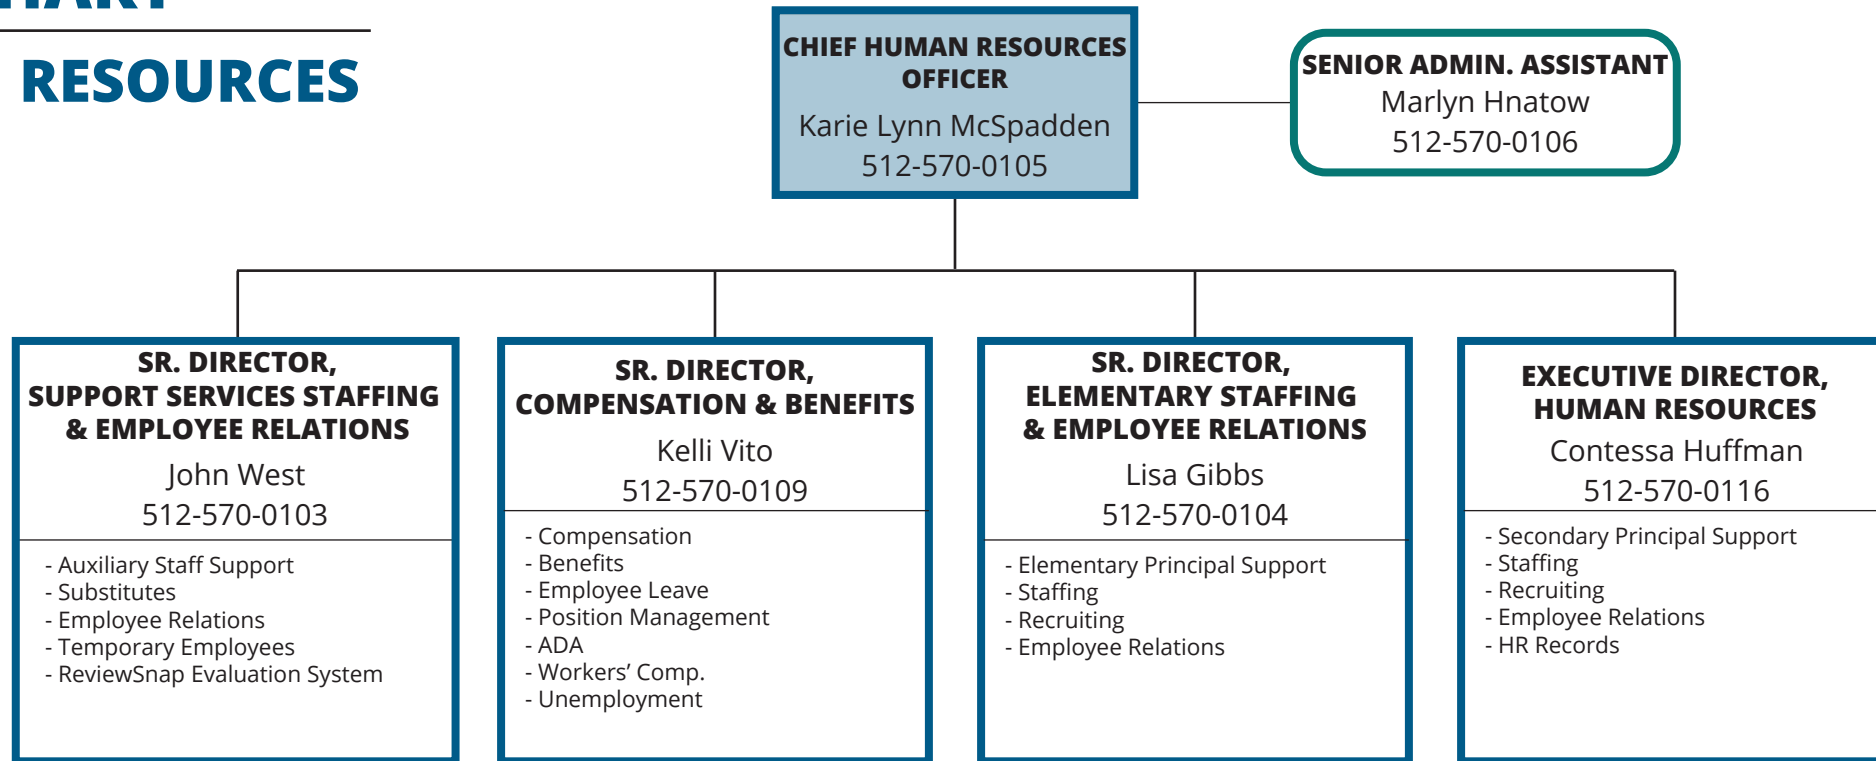 RESOURCES
CHIEF HUMAN RESOURCES
OFFICER
Karie Lynn McSpadden
512-570-0105
SENIOR ADMIN. ASSISTANT
Marlyn Hnatow
512-570-0106
SR. DIRECTOR,
SUPPORT SERVICES STAFFING
& EMPLOYEE RELATIONS
John West
512-570-0103
- Auxiliary Staff Support
- Substitutes
- Employee Relations
- Temporary Employees
- ReviewSnap Evaluation System
SR. DIRECTOR,
COMPENSATION & BENEFITS
Kelli Vito
512-570-0109
- Compensation
- Benefits
- Employee Leave
- Position Management
- ADA
- Workers’ Comp.
- Unemployment
SR. DIRECTOR,
ELEMENTARY STAFFING
& EMPLOYEE RELATIONS
Lisa Gibbs
512-570-0104
- Elementary Principal Support
- Staffing
- Recruiting
- Employee Relations
EXECUTIVE DIRECTOR,
HUMAN RESOURCES
Contessa Huffman
512-570-0116
- Secondary Principal Support
- Staffing
- Recruiting
- Employee Relations
- HR Records